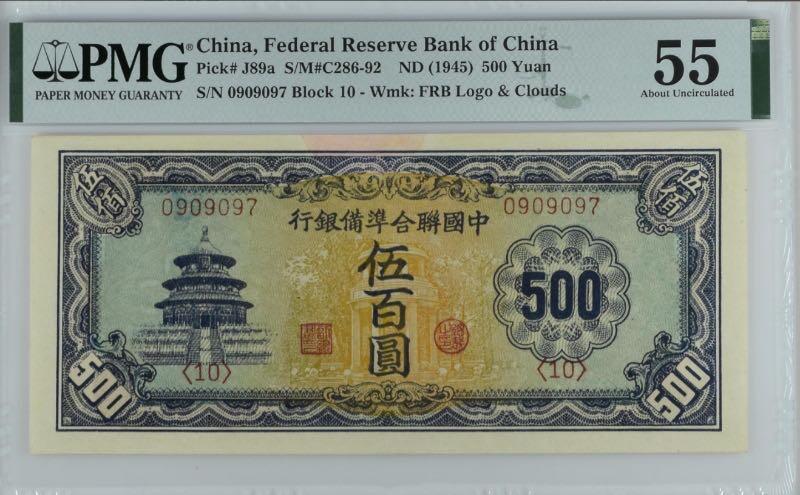 PMG®
PAPER MONEY GUARANTY
China, Federal Reserve Bank of China
Pick# J89a S/M#C286-92 ND (1945) 500 Yuan
S/N 0909097 Block 10 - Wmk: FRB Logo & Clouds
55
About Uncirculated
伍佰
伍佰
0909097
0909097
行銀備準合聯國中
伍百圓
500
〈10〉
〈10〉
500
500